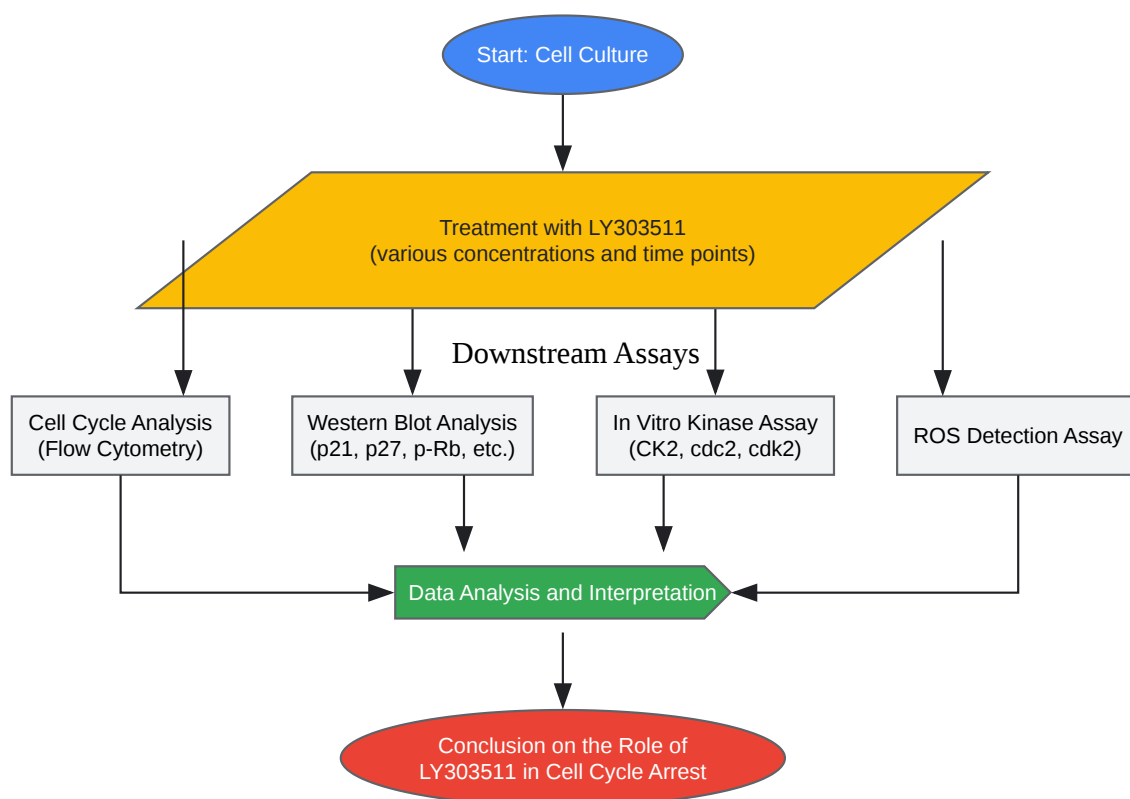 Start: Cell Culture
Treatment with LY303511
(various concentrations and time points)
Downstream Assays
Cell Cycle Analysis
(Flow Cytometry)
Western Blot Analysis
(p21, p27, p-Rb, etc.)
In Vitro Kinase Assay
(CK2, cdc2, cdk2)
ROS Detection Assay
Data Analysis and Interpretation
Conclusion on the Role of
LY303511 in Cell Cycle Arrest